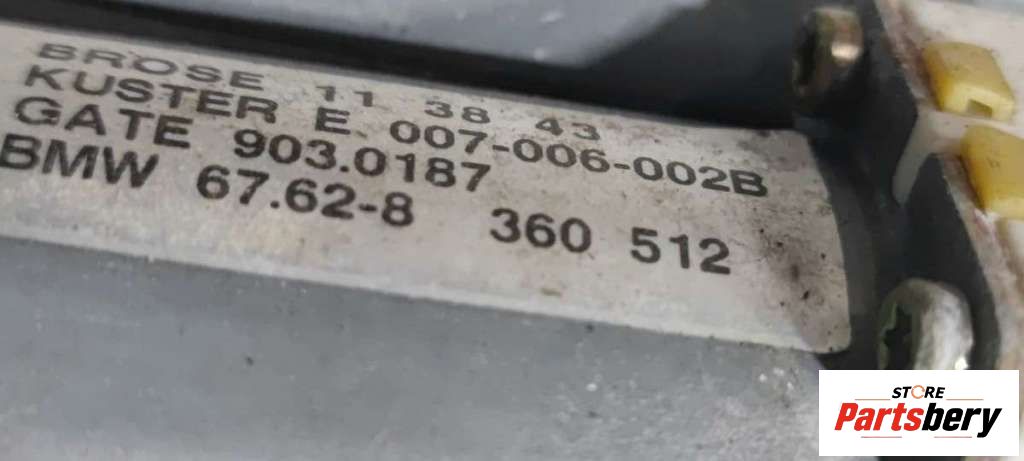 BROSE 11 38 43
KUSTER E 007-006-002B
GATE 903.0187
BMW 67.62-8 360 512
STORE
Partsbery